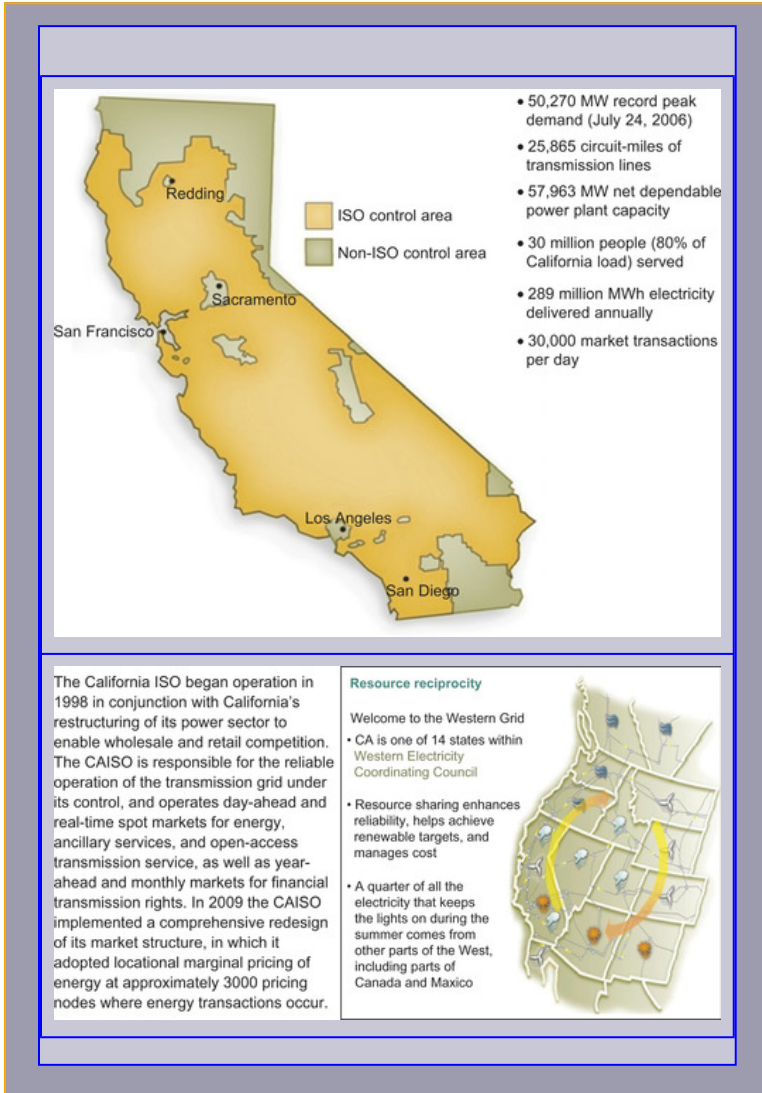 • 50,270 MW record peak
demand (July 24, 2006)
• 25,865 circuit-miles of
transmission lines
• 57,963 MW net dependable
power plant capacity
• 30 million people (80% of
California load) served
• 289 million MWh electricity
delivered annually
• 30,000 market transactions
per day
ISO control area
Non-ISO control area
Redding
Sacramento
San Francisco
Los Angeles
San Diego
The California ISO began operation in
1998 in conjunction with California's
restructuring of its power sector to
enable wholesale and retail competition.
The CAISO is responsible for the reliable
operation of the transmission grid under
its control, and operates day-ahead and
real-time spot markets for energy,
ancillary services, and open-access
transmission service, as well as year-
ahead and monthly markets for financial
transmission rights. In 2009 the CAISO
implemented a comprehensive redesign
of its market structure, in which it
adopted locational marginal pricing of
energy at approximately 3000 pricing
nodes where energy transactions occur.
Resource reciprocity
Welcome to the Western Grid
• CA is one of 14 states within
Western Electricity
Coordinating Council
• Resource sharing enhances
reliability, helps achieve
renewable targets, and
manages cost
• A quarter of all the
electricity that keeps
the lights on during the
summer comes from
other parts of the West,
including parts of
Canada and Maxico